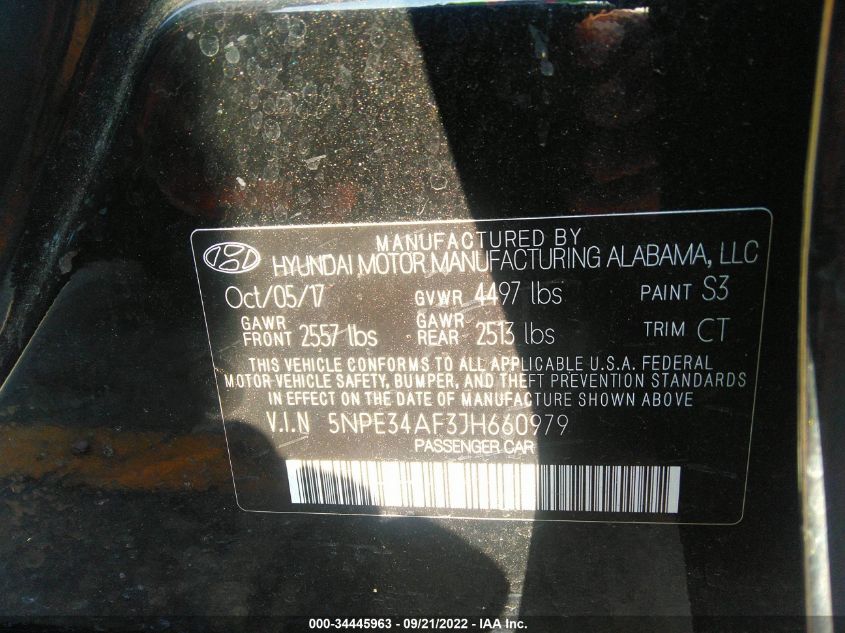 MANUFACTURED BY
HYUNDAI MOTOR MANUFACTURING ALABAMA, LLC
Oct/05/17 GVWR 4497 lbs PAINT S3
GAWR FRONT 2557 lbs GAWR REAR 2513 lbs TRIM CT
THIS VEHICLE CONFORMS TO ALL APPLICABLE U.S.A. FEDERAL
MOTOR VEHICLE SAFETY, BUMPER, AND THEFT PREVENTION STANDARDS
IN EFFECT ON THE DATE OF MANUFACTURE SHOWN ABOVE
V.I.N 5NPE34AF3JH660979
PASSENGER CAR
000-34445963 - 09/21/2022 - IAA Inc.